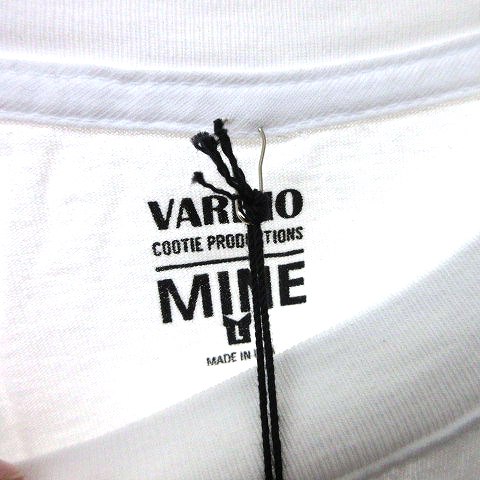 COOTIE PRODUCTIONS
MINE
L
MADE IN